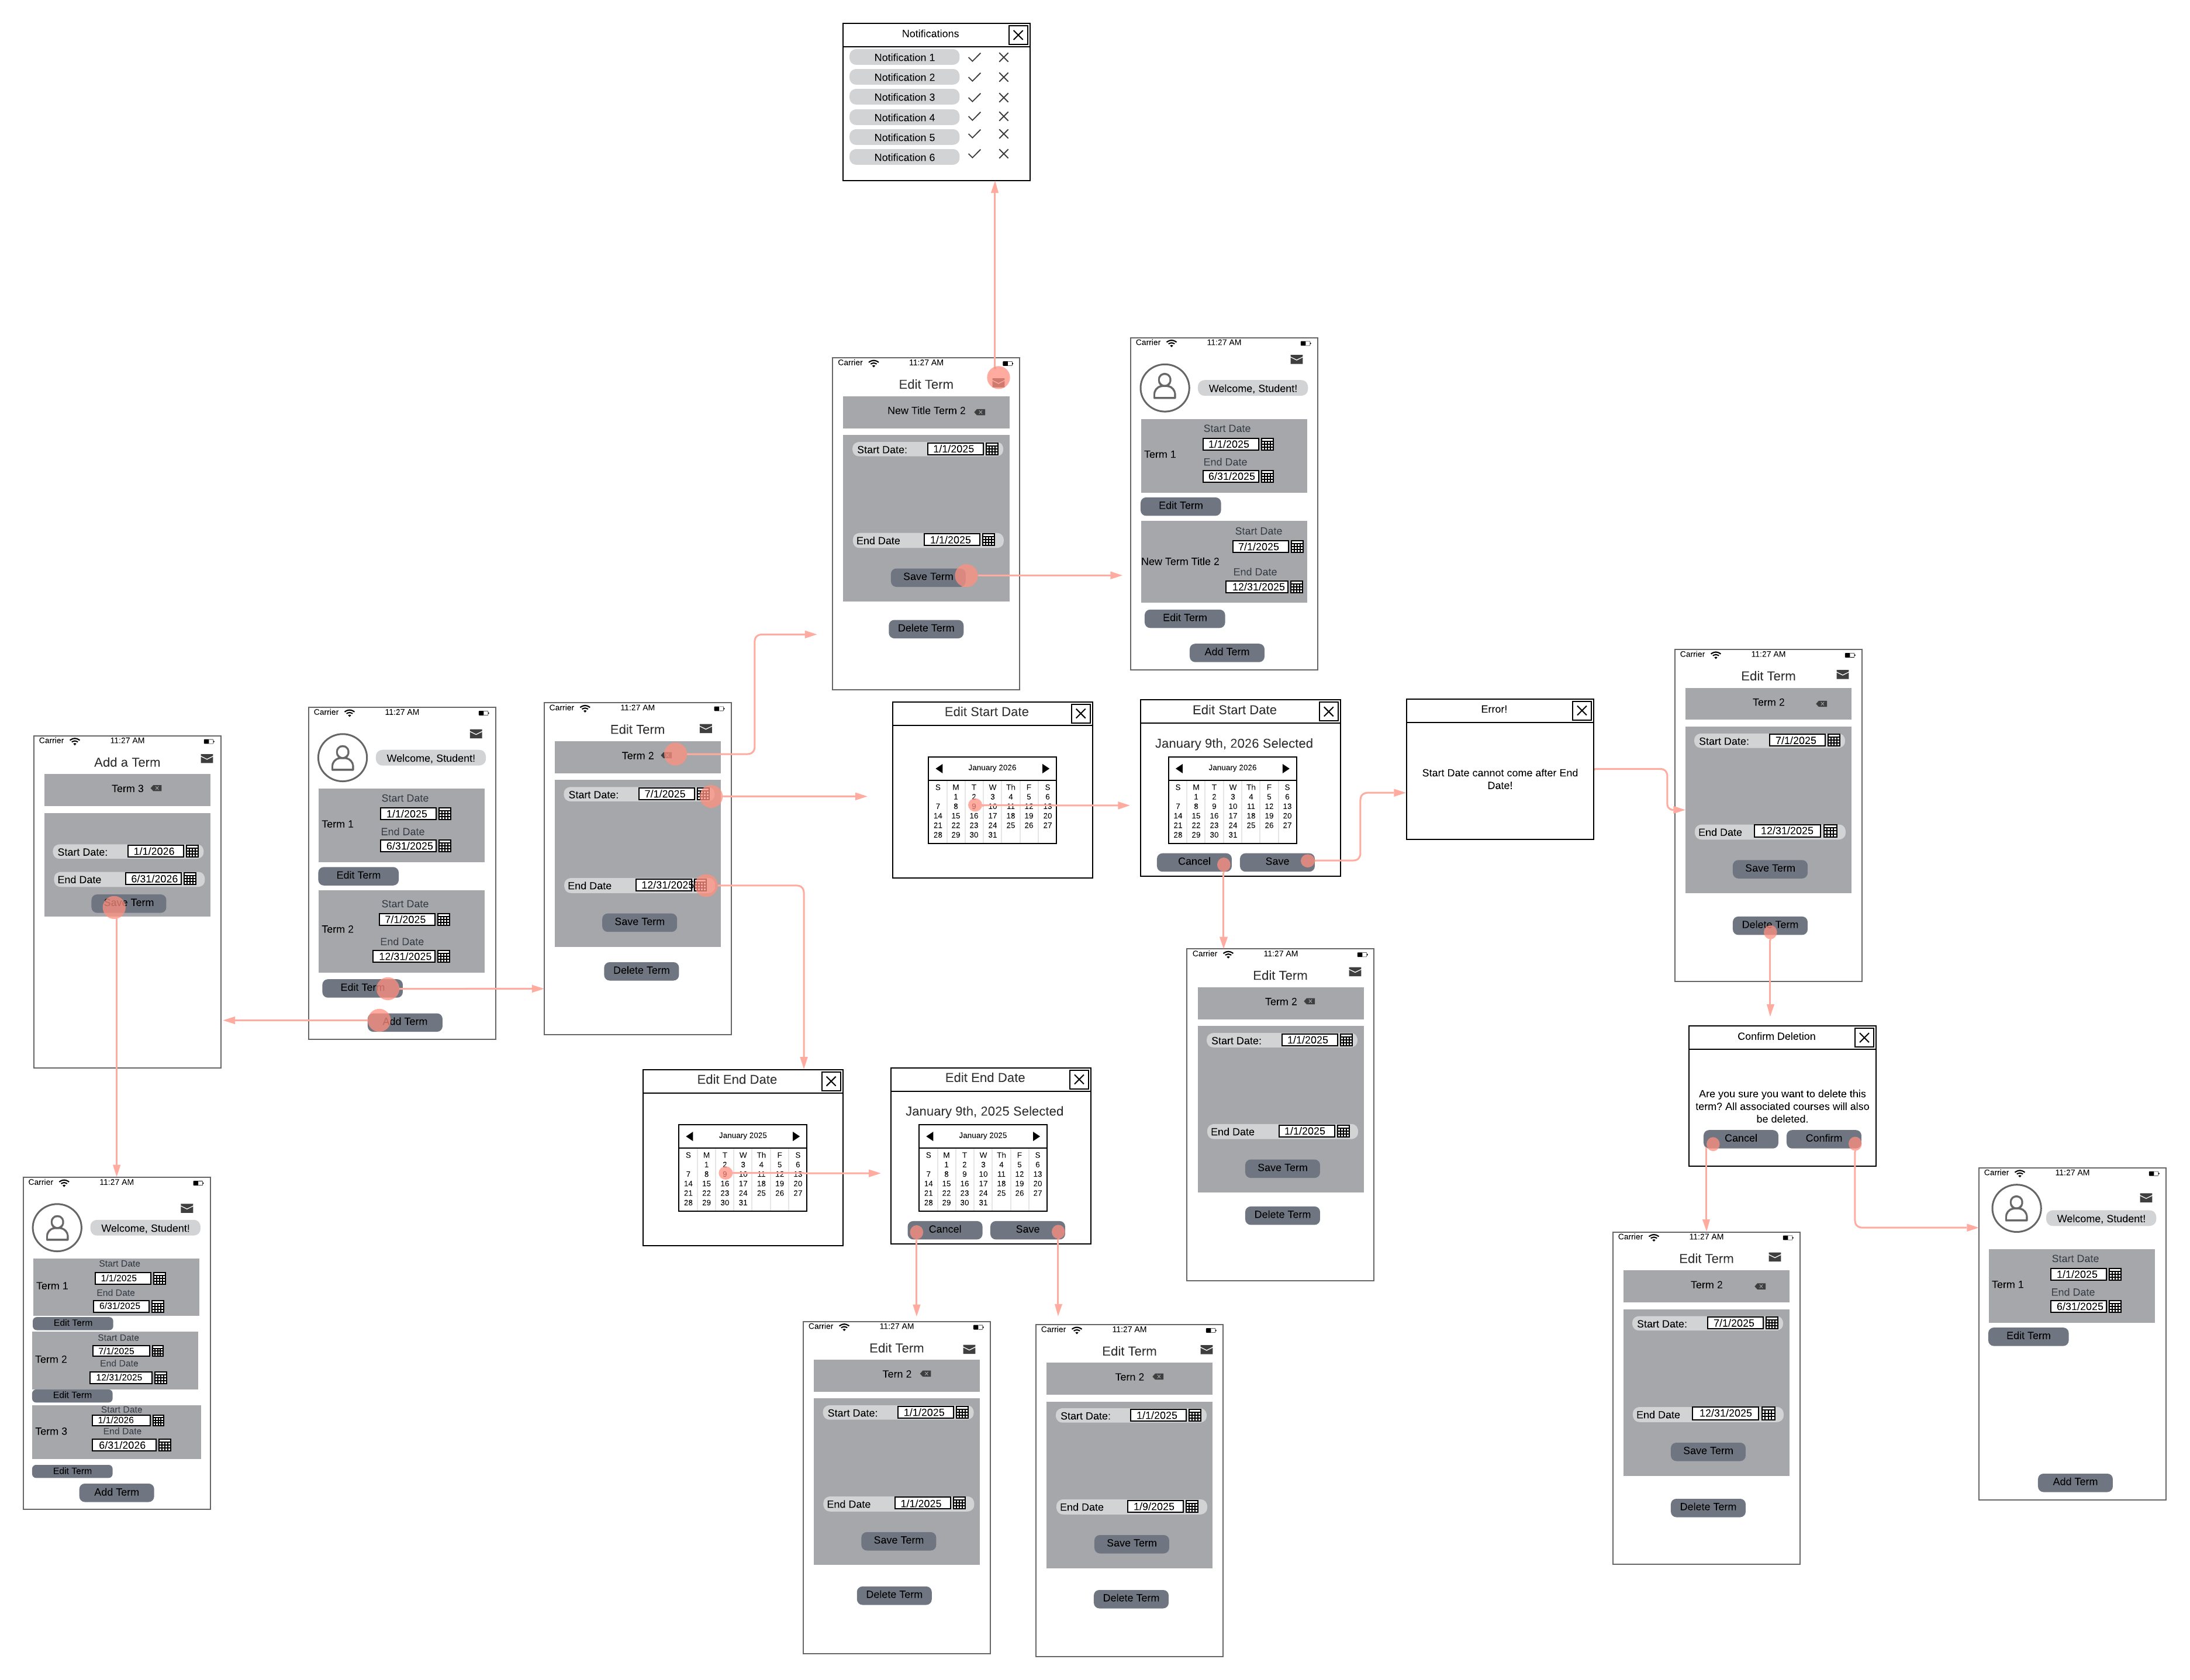 Notifications
Notification 1
Notification 2
Notification 3
Notification 4
Notification 5
Notification 6
Carrier 11:27 AM
Edit Term
New Title Term 2
Start Date: 1/1/2025
End Date 1/1/2025
Save Term
Delete Term
Carrier 11:27 AM
Welcome, Student!
Start Date
1/1/2025
Term 1
End Date
6/31/2025
Edit Term
Start Date
7/1/2025
New Term Title 2
End Date
12/31/2025
Edit Term
Add Term
Carrier 11:27 AM
Add a Term
Term 3
Start Date: 1/1/2026
End Date 6/31/2026
Save Term
Carrier 11:27 AM
Welcome, Student!
Start Date
1/1/2025
Term 1
End Date
6/31/2025
Edit Term
Start Date
7/1/2025
Term 2
End Date
12/31/2025
Edit Term
Add Term
Carrier 11:27 AM
Edit Term
Term 2
Start Date: 7/1/2025
End Date 12/31/2025
Save Term
Delete Term
Edit Start Date
January 2026
S M T W Th F S
1 2 3 4 5 6
7 8 9 10 11 12 13
14 15 16 17 18 19 20
21 22 23 24 25 26 27
28 29 30 31
Edit Start Date
January 9th, 2026 Selected
January 2026
S M T W Th F S
1 2 3 4 5 6
7 8 9 10 11 12 13
14 15 16 17 18 19 20
21 22 23 24 25 26 27
28 29 30 31
Cancel Save
Error!
Start Date cannot come after End
Date!
Carrier 11:27 AM
Edit Term
Term 2
Start Date: 7/1/2025
End Date 12/31/2025
Save Term
Delete Term
Carrier 11:27 AM
Edit Term
Term 2
Start Date: 1/1/2025
End Date 1/1/2025
Save Term
Delete Term
Confirm Deletion
Are you sure you want to delete this
term? All associated courses will also
be deleted.
Cancel Confirm
Edit End Date
January 2025
S M T W Th F S
1 2 3 4 5 6
7 8 9 10 11 12 13
14 15 16 17 18 19 20
21 22 23 24 25 26 27
28 29 30 31
Edit End Date
January 9th, 2025 Selected
January 2025
S M T W Th F S
1 2 3 4 5 6
7 8 9 10 11 12 13
14 15 16 17 18 19 20
21 22 23 24 25 26 27
28 29 30 31
Cancel Save
Carrier 11:27 AM
Welcome, Student!
Start Date
1/1/2025
Term 1
End Date
6/31/2025
Edit Term
Start Date
7/1/2025
Term 2
End Date
12/31/2025
Edit Term
Start Date
1/1/2026
Term 3
End Date
6/31/2026
Edit Term
Add Term
Carrier 11:27 AM
Edit Term
Tern 2
Start Date: 1/1/2025
End Date 1/1/2025
Save Term
Delete Term
Carrier 11:27 AM
Edit Term
Tern 2
Start Date: 1/1/2025
End Date 1/9/2025
Save Term
Delete Term
Carrier 11:27 AM
Edit Term
Term 2
Start Date: 7/1/2025
End Date 12/31/2025
Save Term
Delete Term
Carrier 11:27 AM
Welcome, Student!
Start Date
1/1/2025
Term 1
End Date
6/31/2025
Edit Term
Add Term